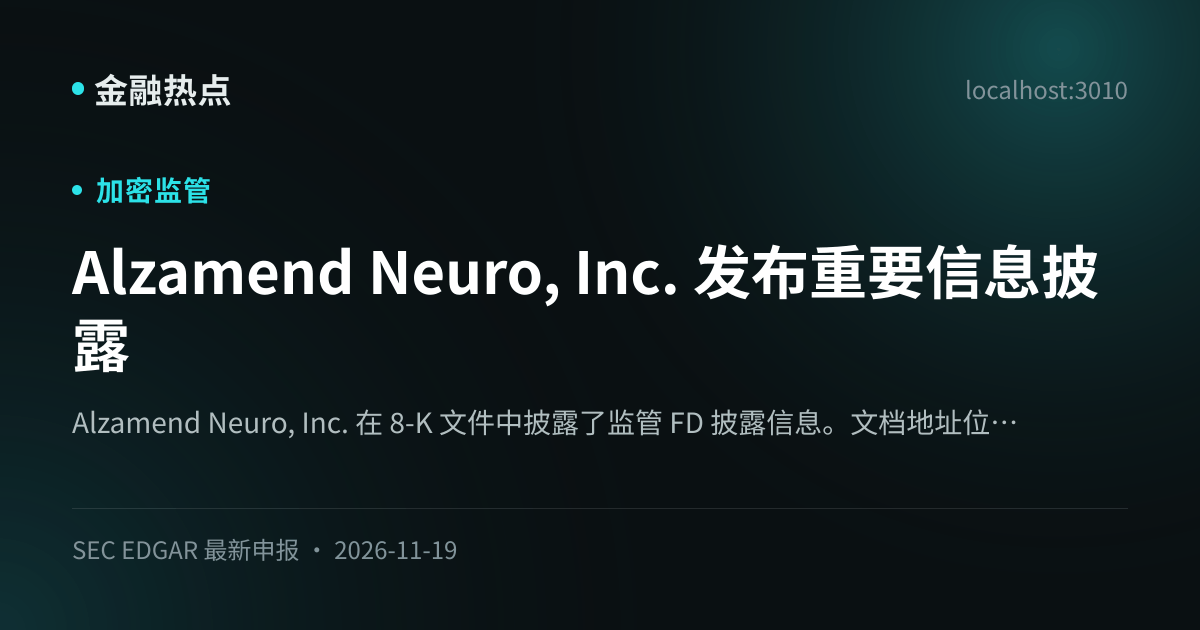 金融热点
localhost:3010
加密监管
Alzamend Neuro, Inc. 发布重要信息披
露
Alzamend Neuro, Inc. 在 8-K 文件中披露了监管 FD 披露信息。文档地址位…
SEC EDGAR 最新申报 • 2026-11-19